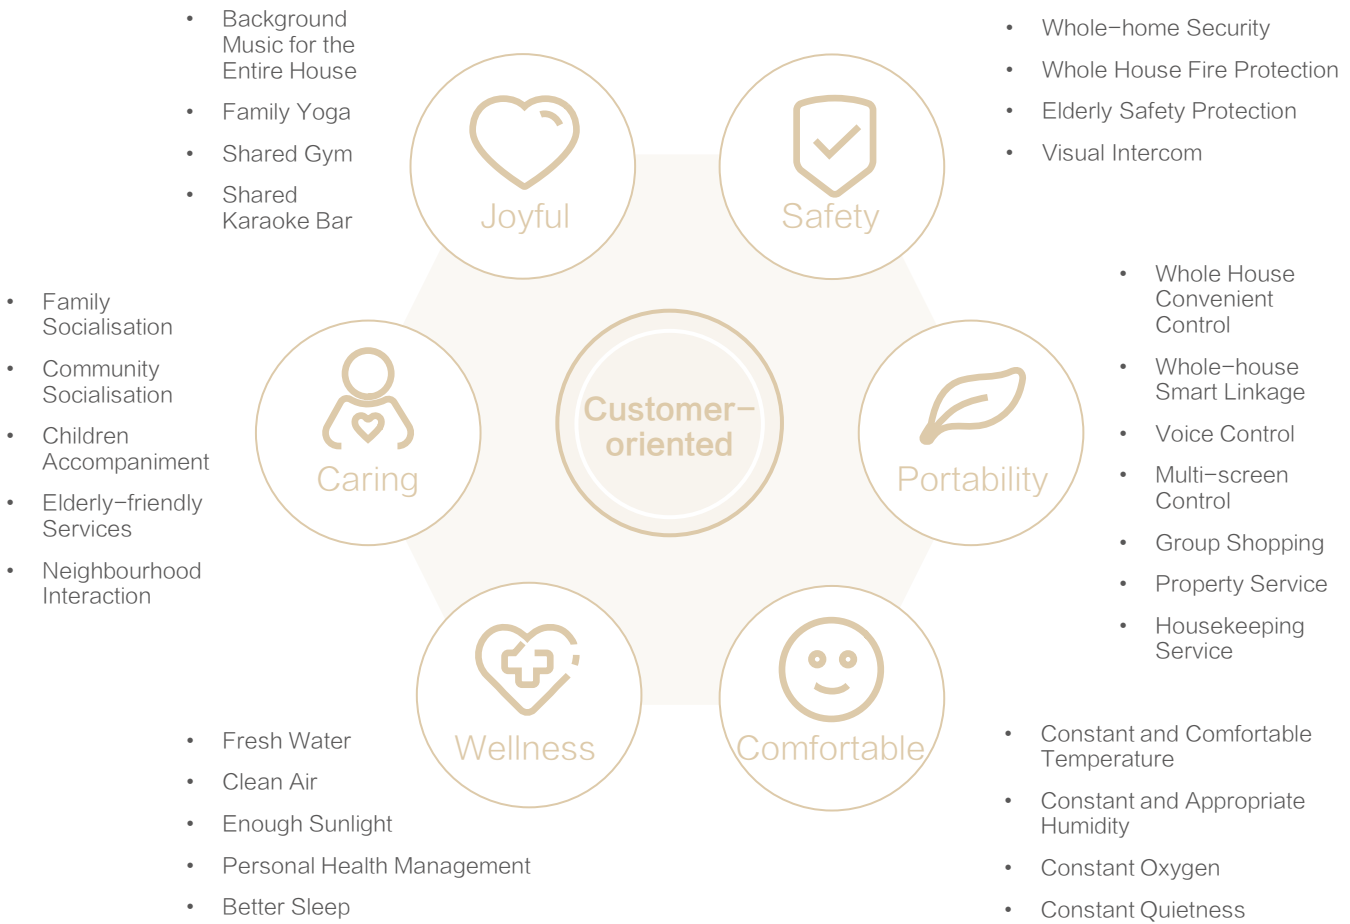 • Background
Music for the
Entire House
• Family Yoga
• Shared Gym
• Shared
Karaoke Bar
Joyful
Safety
• Whole-home Security
• Whole House Fire Protection
• Elderly Safety Protection
• Visual Intercom
• Family
Socialisation
• Community
Socialisation
• Children
Accompaniment
• Elderly-friendly
Services
• Neighbourhood
Interaction
Caring
Customer-
oriented
Portability
• Whole House
Convenient
Control
• Whole-house
Smart Linkage
• Voice Control
• Multi-screen
Control
• Group Shopping
• Property Service
• Housekeeping
Service
Wellness
Comfortable
• Fresh Water
• Clean Air
• Enough Sunlight
• Personal Health Management
• Better Sleep
• Constant and Comfortable
Temperature
• Constant and Appropriate
Humidity
• Constant Oxygen
• Constant Quietness